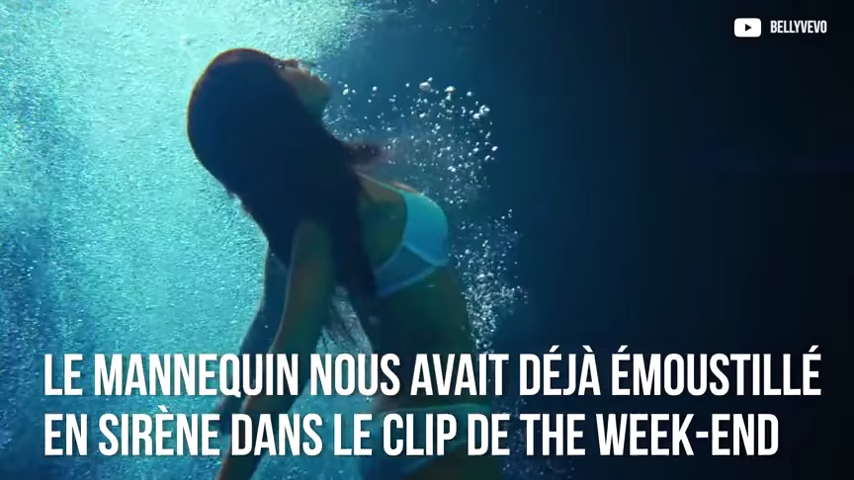 BELLYVEVO
LE MANNEQUIN NOUS AVAIT DÉJÀ ÉMOUSTILLÉ
EN SIRÈNE DANS LE CLIP DE THE WEEK-END